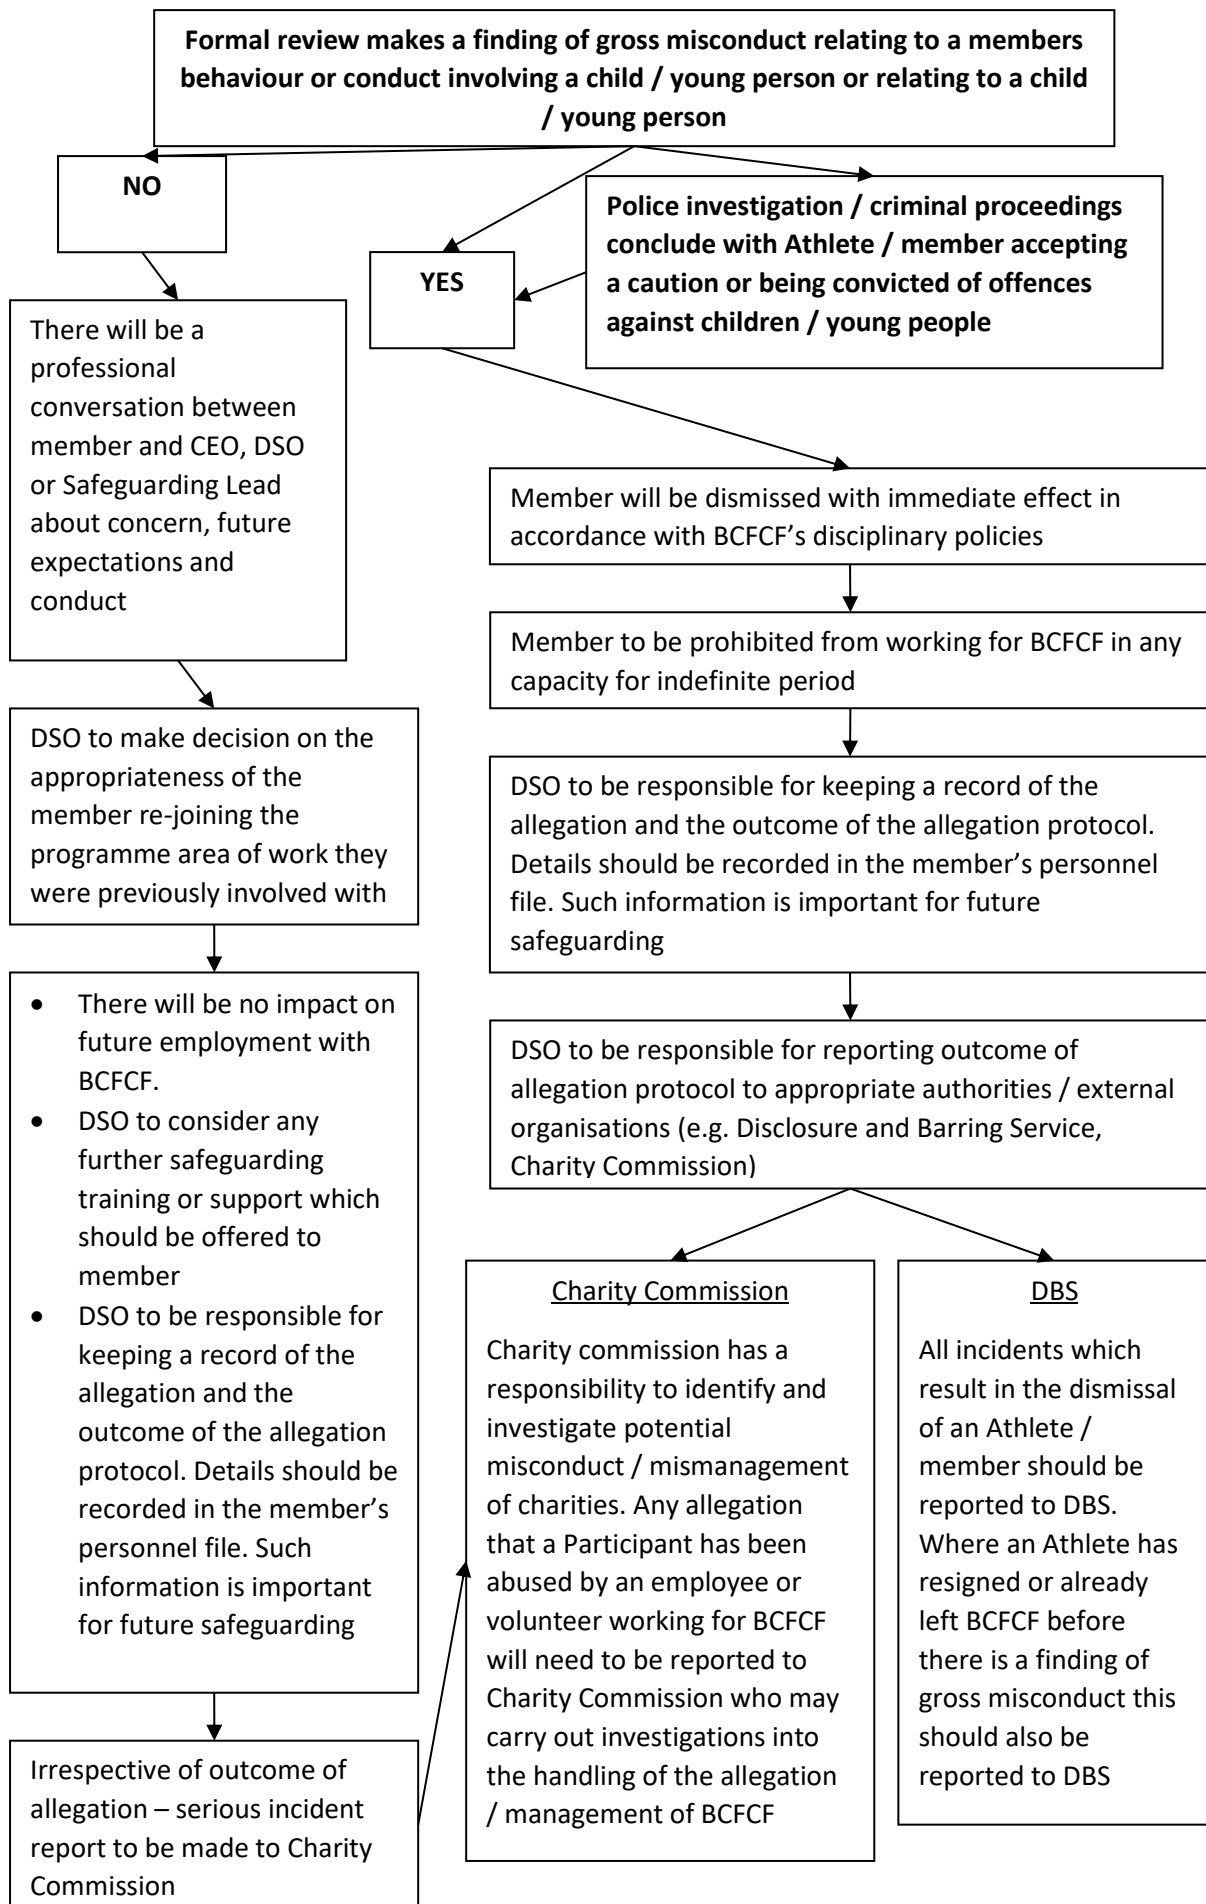 Formal review makes a finding of gross misconduct relating to a members
behaviour or conduct involving a child / young person or relating to a child
/ young person
NO
YES
Police investigation / criminal proceedings
conclude with Athlete / member accepting
a caution or being convicted of offences
against children / young people
There will be a
professional
conversation between
member and CEO, DSO
or Safeguarding Lead
about concern, future
expectations and
conduct
DSO to make decision on the
appropriateness of the
member re-joining the
programme area of work they
were previously involved with
• There will be no impact on
future employment with
BCFCF.
• DSO to consider any
further safeguarding
training or support which
should be offered to
member
• DSO to be responsible for
keeping a record of the
allegation and the
outcome of the allegation
protocol. Details should be
recorded in the member’s
personnel file. Such
information is important
for future safeguarding
Irrespective of outcome of
allegation – serious incident
report to be made to Charity
Commission
Member will be dismissed with immediate effect in
accordance with BCFCF’s disciplinary policies
Member to be prohibited from working for BCFCF in any
capacity for indefinite period
DSO to be responsible for keeping a record of the
allegation and the outcome of the allegation protocol.
Details should be recorded in the member’s personnel
file. Such information is important for future
safeguarding
DSO to be responsible for reporting outcome of
allegation protocol to appropriate authorities / external
organisations (e.g. Disclosure and Barring Service,
Charity Commission)
Charity Commission
Charity commission has a
responsibility to identify and
investigate potential
misconduct / mismanagement
of charities. Any allegation
that a Participant has been
abused by an employee or
volunteer working for BCFCF
will need to be reported to
Charity Commission who may
carry out investigations into
the handling of the allegation
/ management of BCFCF
DBS
All incidents which
result in the dismissal
of an Athlete /
member should be
reported to DBS.
Where an Athlete has
resigned or already
left BCFCF before
there is a finding of
gross misconduct this
should also be
reported to DBS